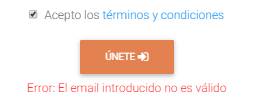 Acepto los términos y condiciones
ÚNETE
Error: El email introducido no es válido